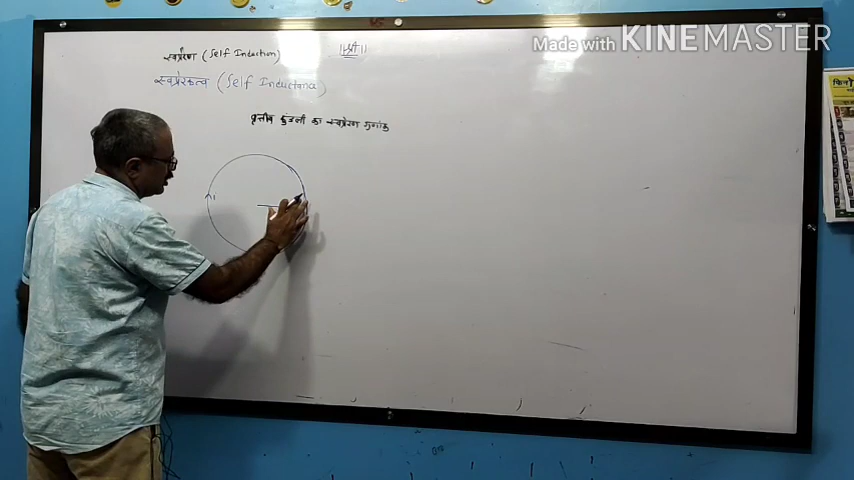 स्वप्रेरण (Self Induction)
॥श्री॥
Made with KINEMASTER
स्वप्रेरकत्व (Self Inductance)
वृत्तीय कुंडली का स्वप्रेरण गुणांक